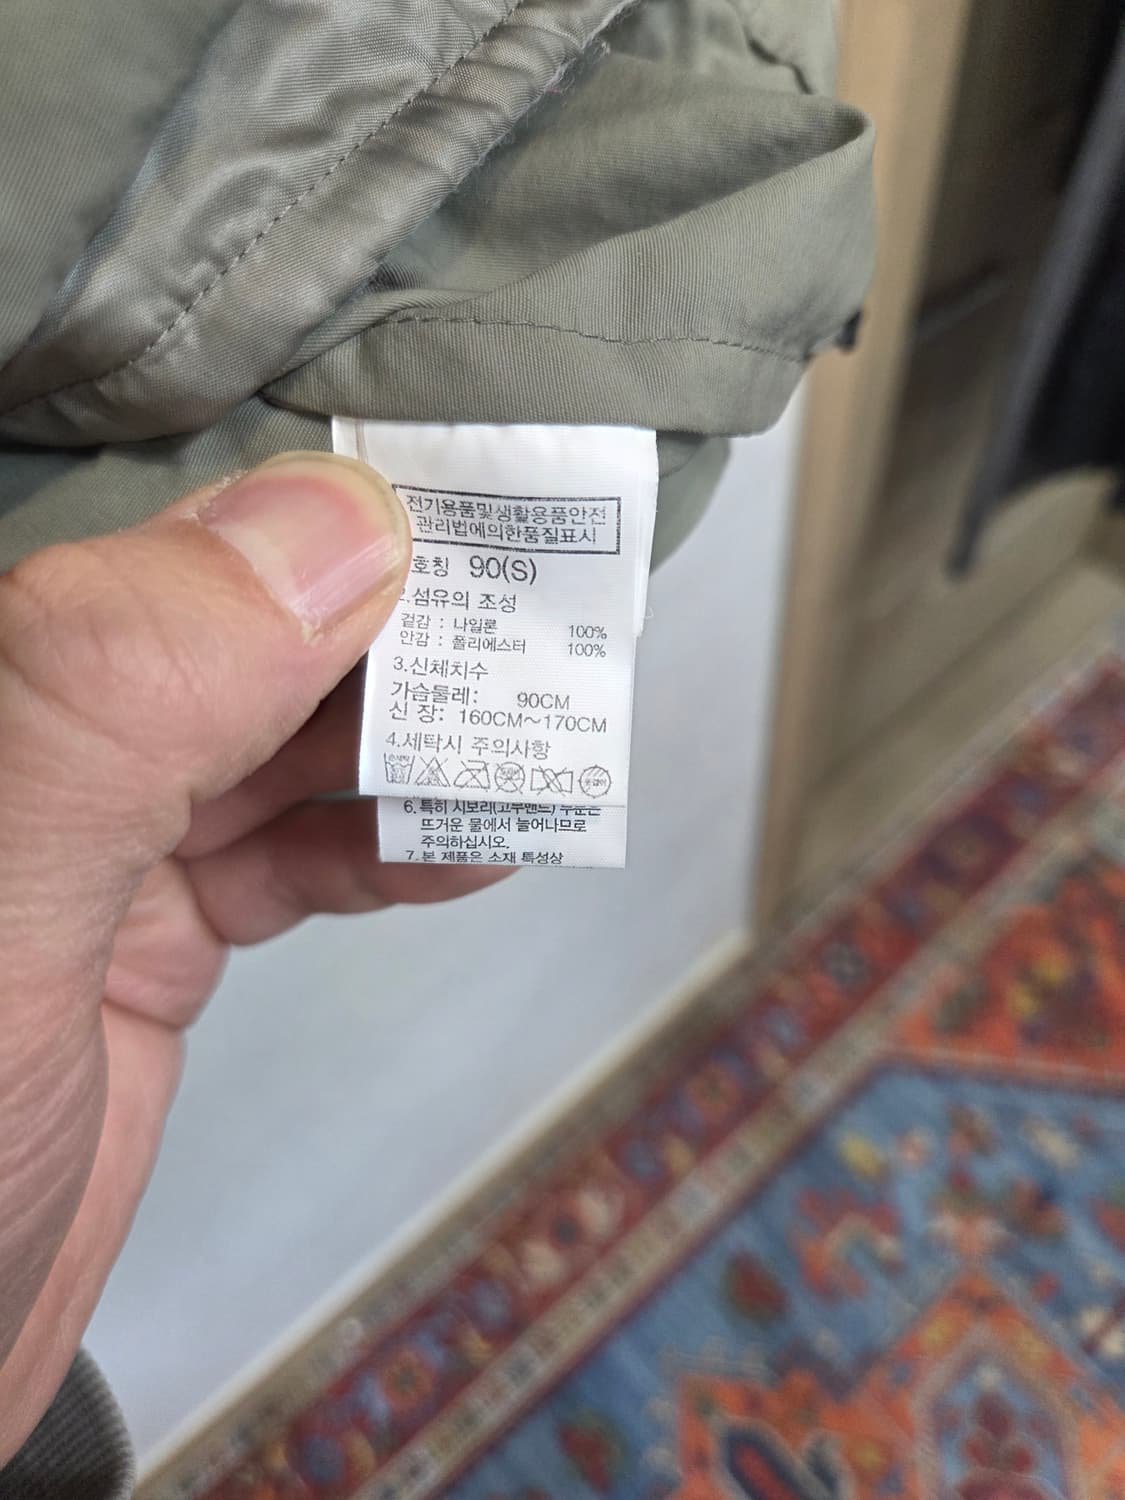 전기용품및생활용품안전
관리법에의한품질표시
호칭 90(S)
2.섬유의 조성
겉감 : 나일론 100%
안감 : 폴리에스터 100%
3.신체치수
가슴둘레: 90CM
신 장: 160CM~170CM
4.세탁시 주의사항
손세탁
6. 특히 시보리(고무밴드) 부분은
뜨거운 물에서 늘어나므로
주의하십시오.
7. 본 제품은 소재 특성상